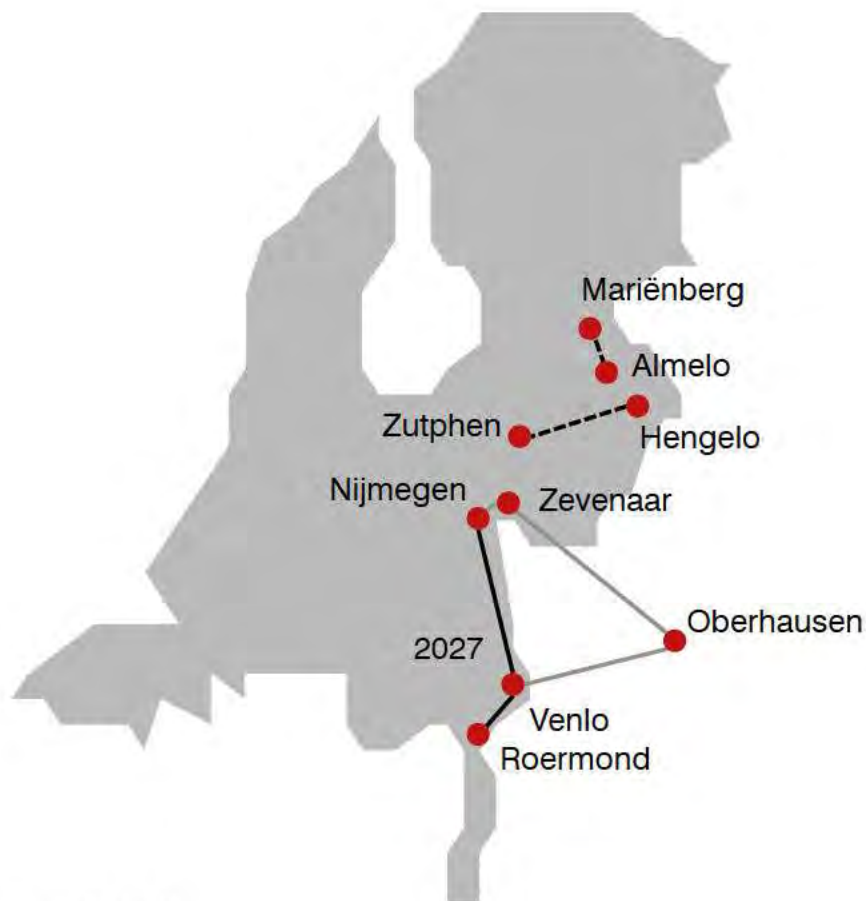 Mariënberg
Almelo
Zutphen
Hengelo
Nijmegen
Zevenaar
Oberhausen
2027
Venlo
Roermond